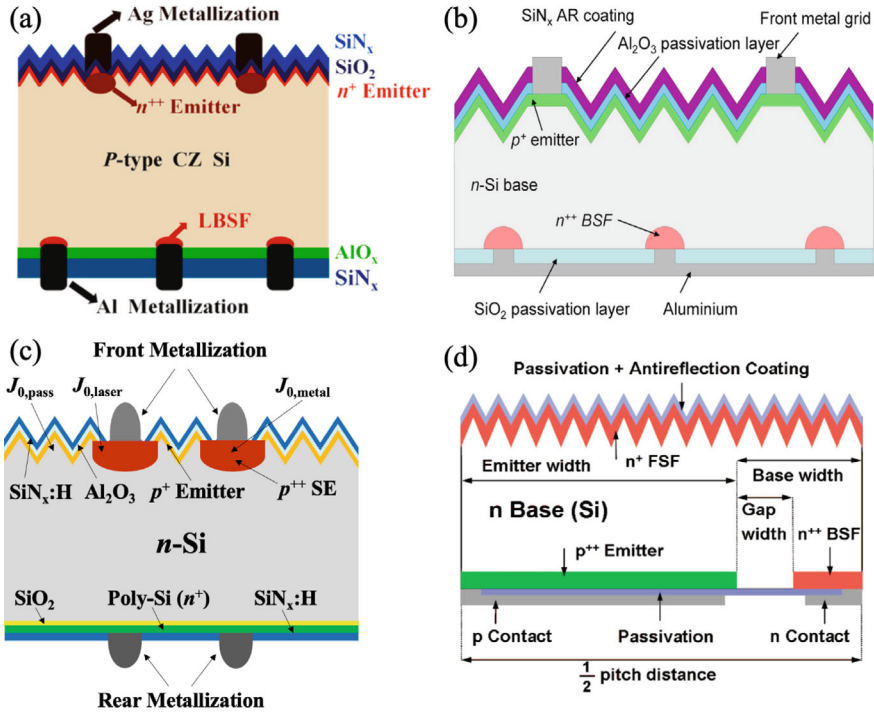 (a)
Ag Metallization
SiNₓ
SiO₂
n⁺ Emitter
n⁺⁺ Emitter
P-type CZ Si
LBSF
AlOₓ
SiNₓ
Al Metallization
(b)
SiNₓ AR coating
Front metal grid
Al₂O₃ passivation layer
p⁺ emitter
n-Si base
n⁺⁺ BSF
SiO₂ passivation layer
Aluminium
(c)
Front Metallization
J₀,pass
J₀,laser
J₀,metal
SiNₓ:H
Al₂O₃
p⁺ Emitter
p⁺⁺ SE
n-Si
SiO₂
Poly-Si (n⁺)
SiNₓ:H
Rear Metallization
(d)
Passivation + Antireflection Coating
n⁺ FSF
Emitter width
Base width
n Base (Si)
Gap
width
n⁺⁺ BSF
p⁺⁺ Emitter
p Contact
Passivation
n Contact
½ pitch distance